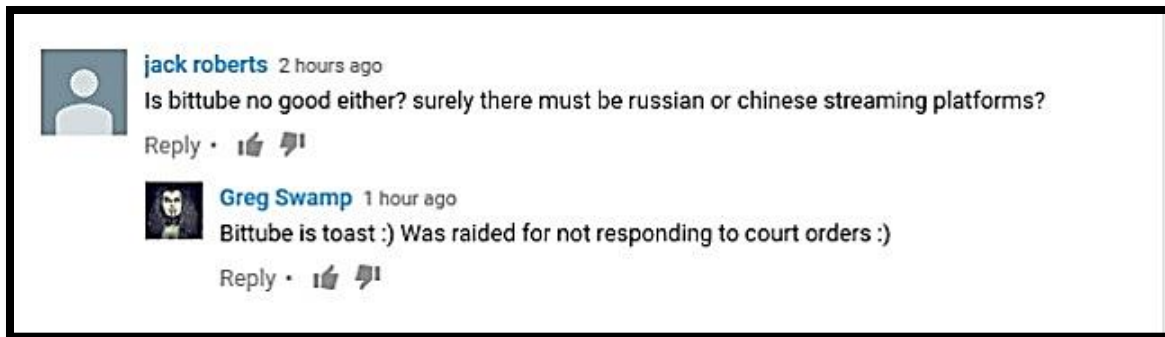 jack roberts 2 hours ago
Is bittube no good either? surely there must be russian or chinese streaming platforms?
Reply •
Greg Swamp 1 hour ago
Bittube is toast :) Was raided for not responding to court orders :)
Reply •